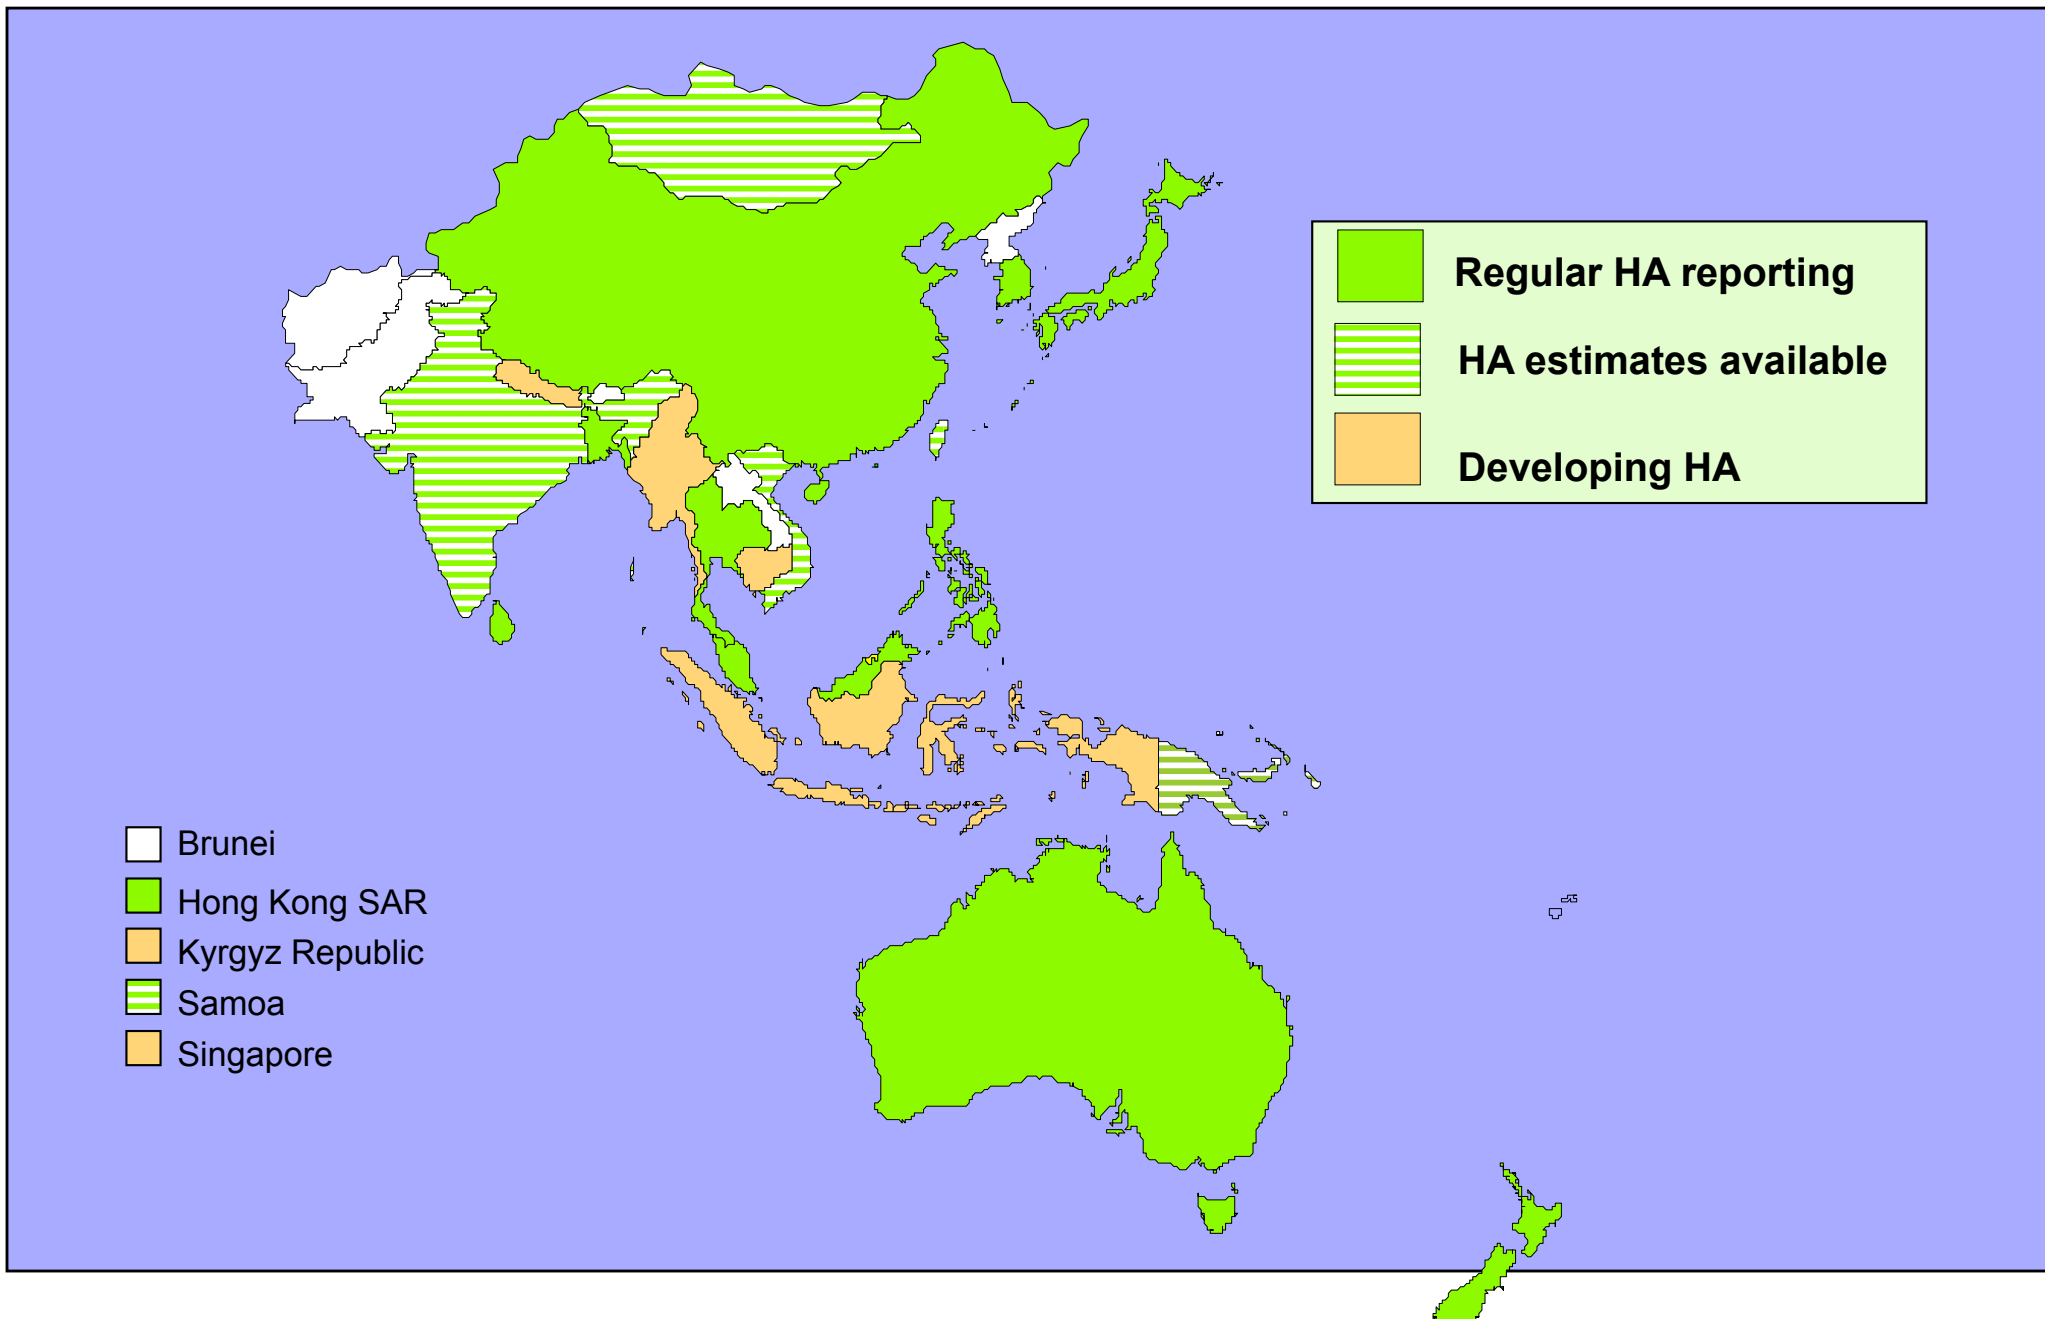 Regular HA reporting
HA estimates available
Developing HA
Brunei
Hong Kong SAR
Kyrgyz Republic
Samoa
Singapore